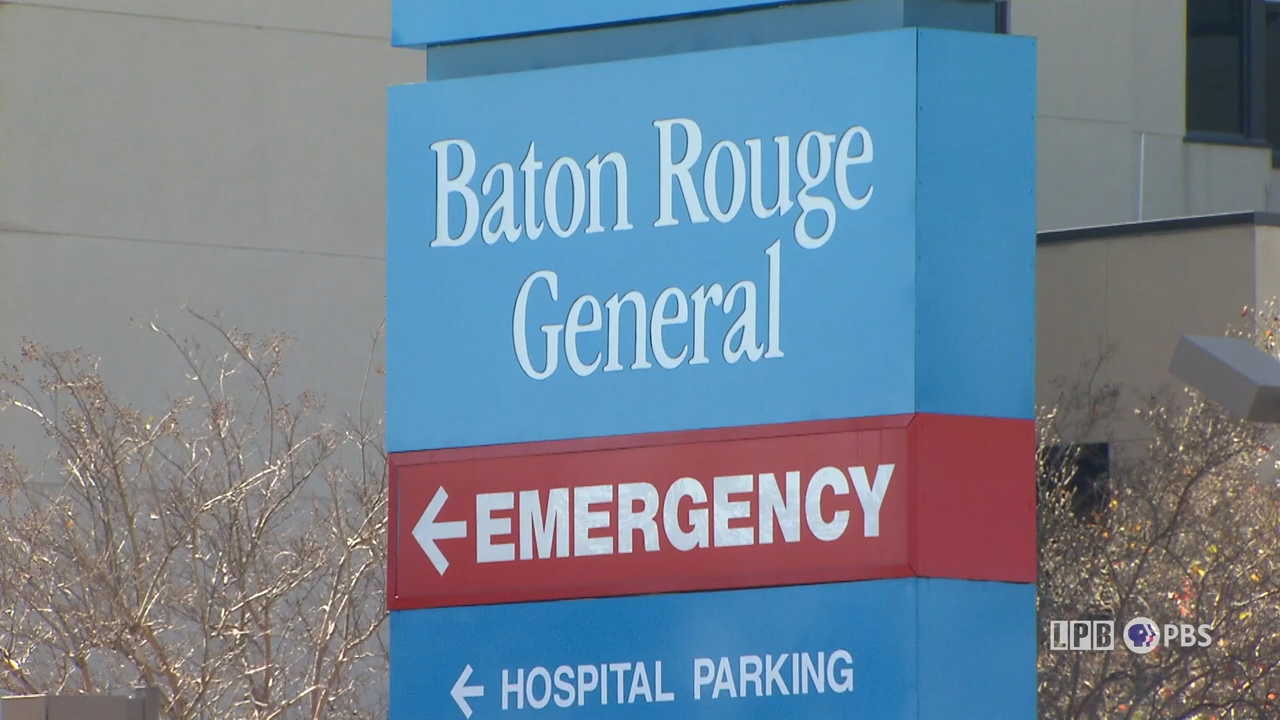 Baton Rouge
General
← EMERGENCY
← HOSPITAL PARKING
LPB PBS